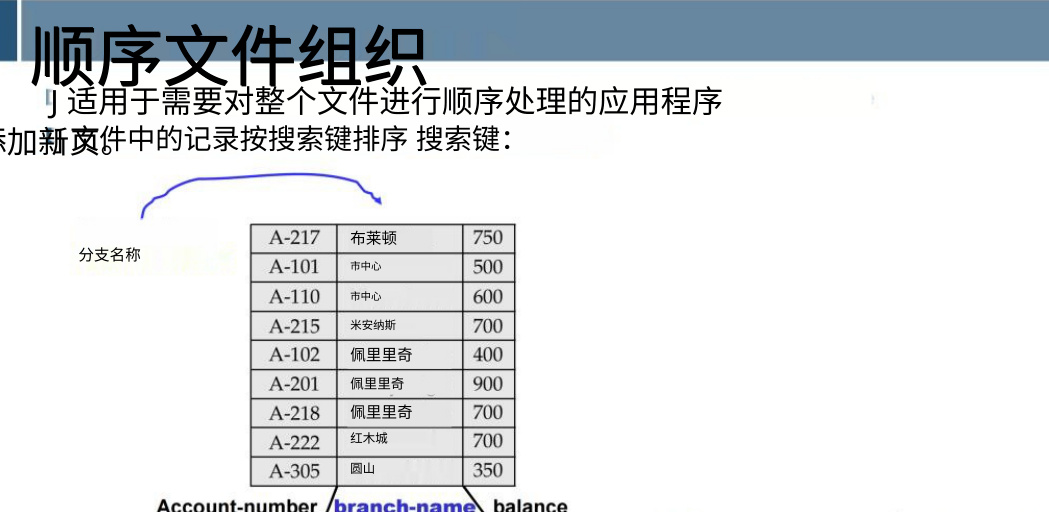 顺序文件组织
适用于需要对整个文件进行顺序处理的应用程序
文件中的记录按搜索键排序 搜索键：
添加新页。
分支名称
A-217 布莱顿 750
A-101 市中心 500
A-110 市中心 600
A-215 米安纳斯 700
A-102 佩里里奇 400
A-201 佩里里奇 900
A-218 佩里里奇 700
A-222 红木城 700
A-305 圆山 350
Account-number branch-name balance